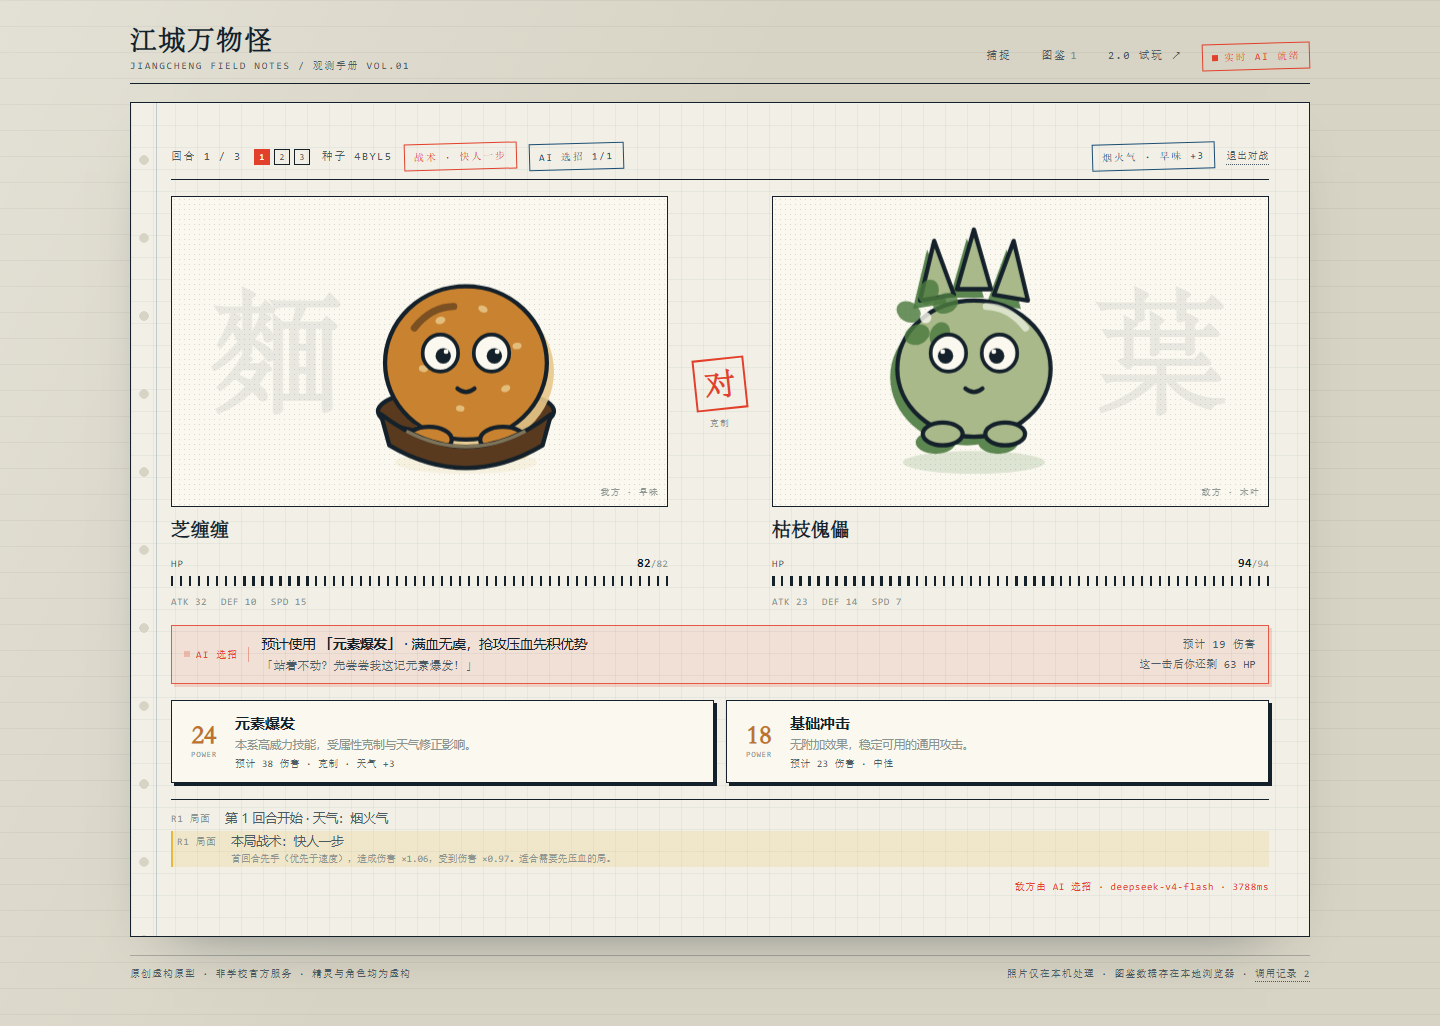 江城万物怪
JIANGCHENG FIELD NOTES / 观测手册 VOL.01
捕捉 图鉴 1 2.0 试玩 ↗ 实时 AI 就绪
回合 1 / 3 1 2 3 种子 4BYL5 战术 · 快人一步 AI 选招 1/1 烟火气 · 早味 +3 退出对战
麵
葉
对
克制
我方 · 早味
敌方 · 木叶
芝缠缠
枯枝傀儡
HP 82/82
HP 94/94
ATK 32 DEF 10 SPD 15
ATK 23 DEF 14 SPD 7
AI 选招 预计使用「元素爆发」· 满血无虞，抢攻压血先积优势 预计 19 伤害
「站着不动？先尝尝我这记元素爆发！」 这一击后你还剩 63 HP
24 POWER
元素爆发
本系高威力技能，受属性克制与天气修正影响。
预计 38 伤害 · 克制 · 天气 +3
18 POWER
基础冲击
无附加效果，稳定可用的通用攻击。
预计 23 伤害 · 中性
R1 局面 第 1 回合开始 · 天气：烟火气
R1 局面 本局战术：快人一步
首回合先手（优先于速度），造成伤害 ×1.06，受到伤害 ×0.97。适合需要先压血的局。
敌方由 AI 选招 · deepseek-v4-flash · 3788ms
原创虚构原型 · 非学校官方服务 · 精灵与角色均为虚构
照片仅在本机处理 · 图鉴数据存在本地浏览器 · 调用记录 2